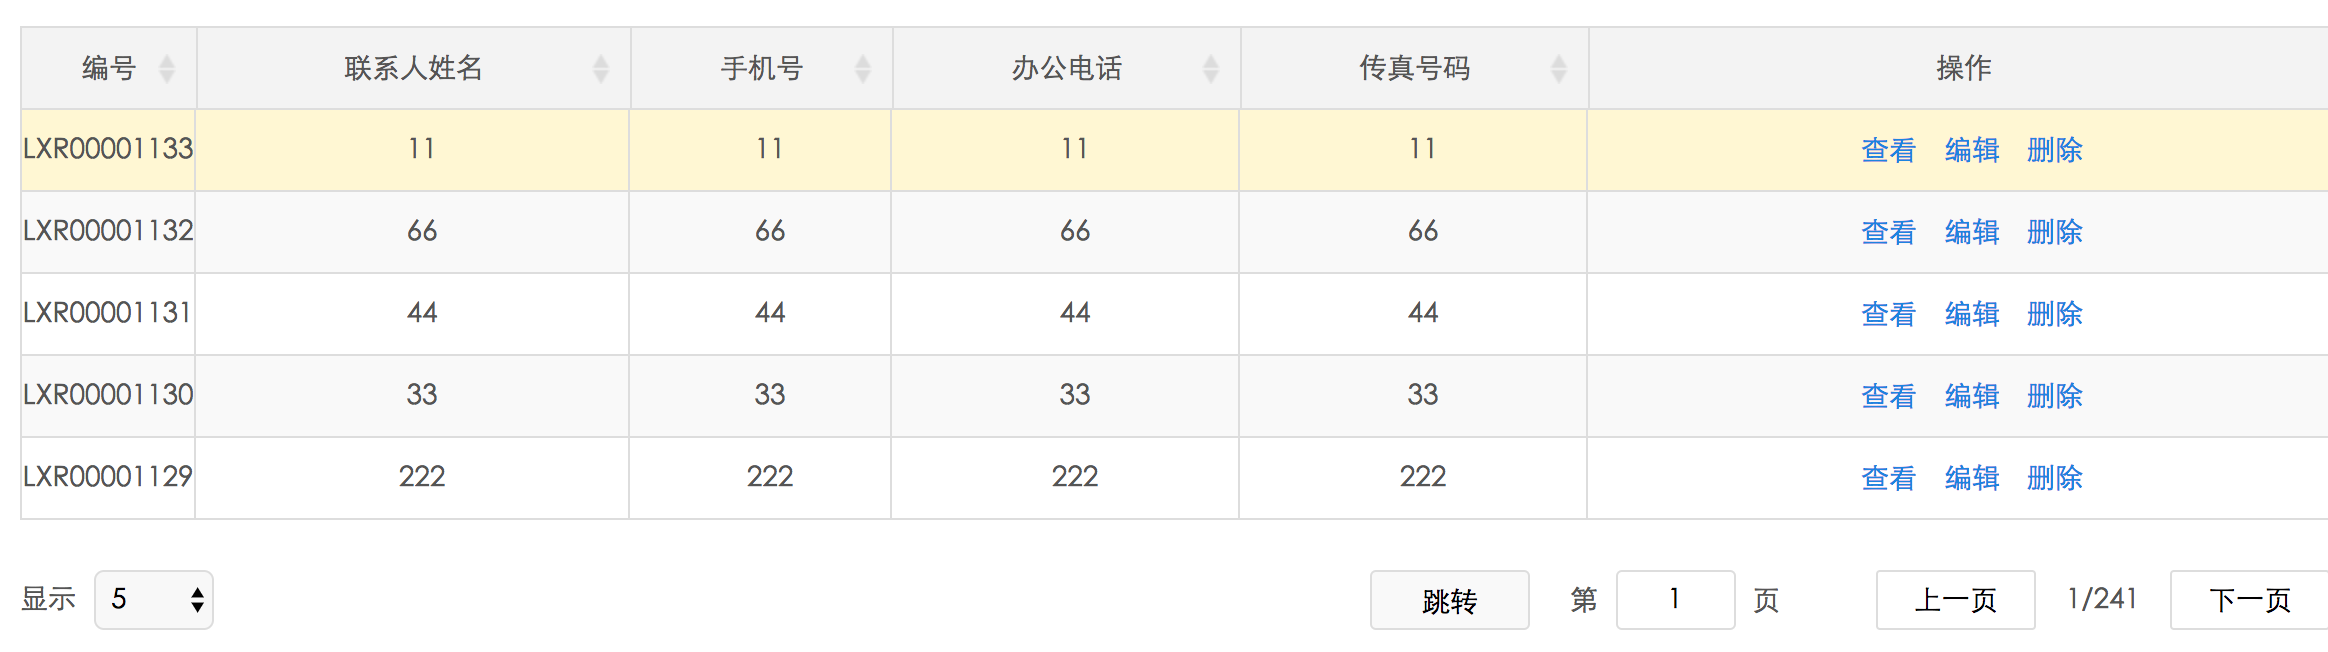 编号 联系人姓名 手机号 办公电话 传真号码 操作
LXR00001133 11 11 11 11 查看 编辑 删除
LXR00001132 66 66 66 66 查看 编辑 删除
LXR00001131 44 44 44 44 查看 编辑 删除
LXR00001130 33 33 33 33 查看 编辑 删除
LXR00001129 222 222 222 222 查看 编辑 删除
显示 5 跳转 第 1 页 上一页 1/241 下一页